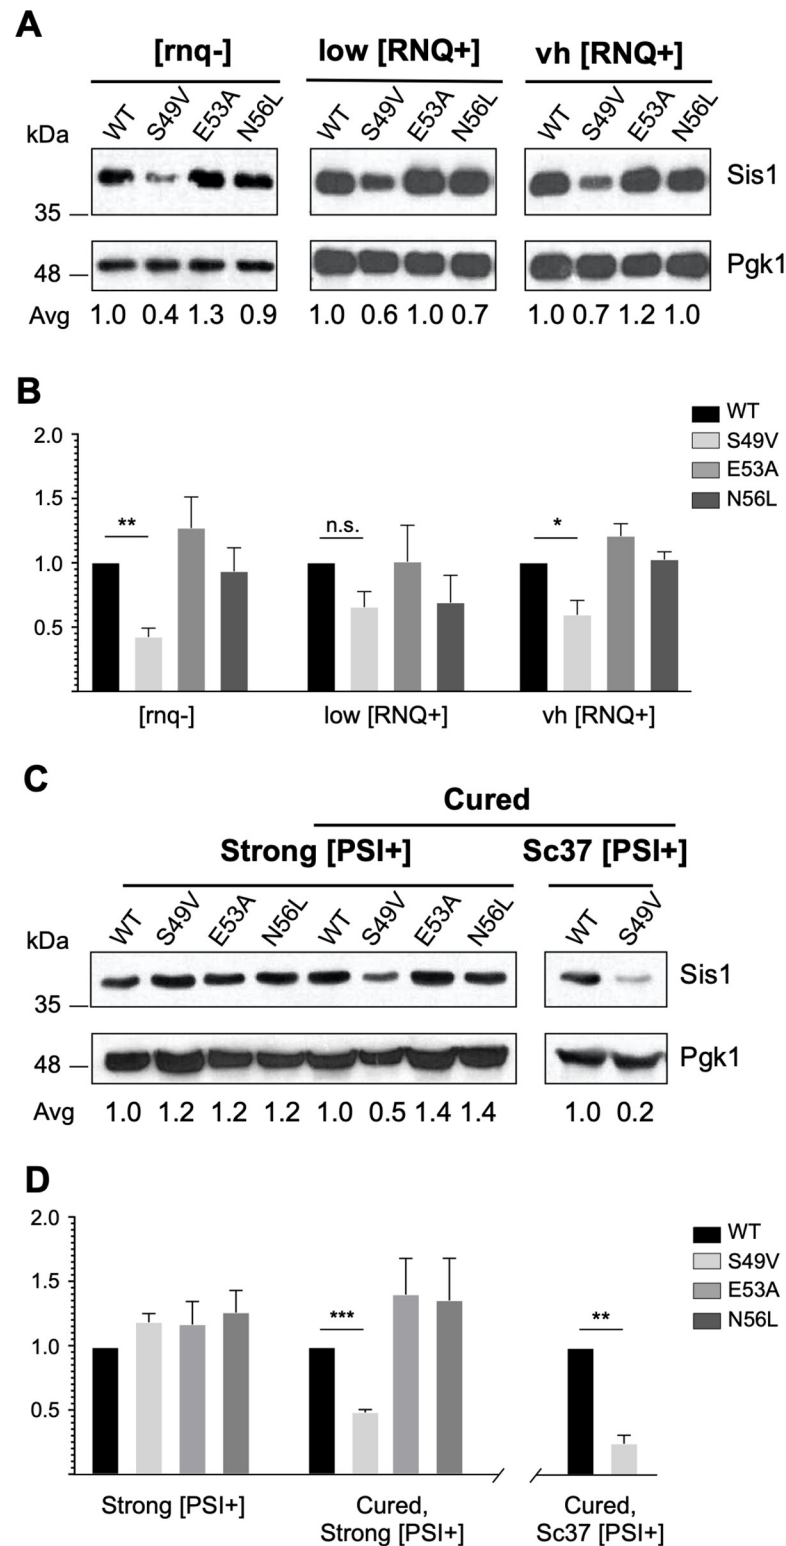 A
[rnq-] low [RNQ+] vh [RNQ+]
kDa WT S49V E53A N56L WT S49V E53A N56L WT S49V E53A N56L
Sis1
35
48 Pgk1
Avg 1.0 0.4 1.3 0.9 1.0 0.6 1.0 0.7 1.0 0.7 1.2 1.0
B
WT
S49V
E53A
N56L
2.0
1.5
** n.s. *
1.0
0.5
[rnq-] low [RNQ+] vh [RNQ+]
C
Cured
Strong [PSI+] Sc37 [PSI+]
kDa WT S49V E53A N56L WT S49V E53A N56L WT S49V
Sis1
35
48 Pgk1
Avg 1.0 1.2 1.2 1.2 1.0 0.5 1.4 1.4 1.0 0.2
D
WT
S49V
E53A
N56L
2.0
1.5
*** **
1.0
0.5
Strong [PSI+] Cured, Cured,
Strong [PSI+] Sc37 [PSI+]